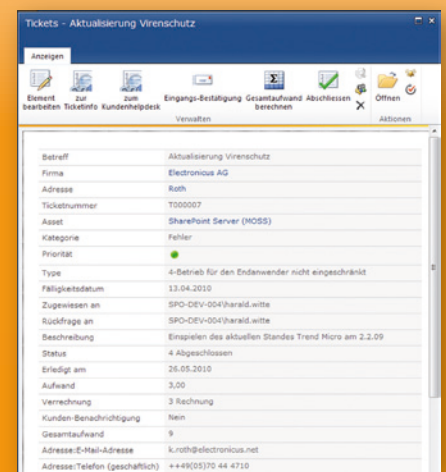 Tickets - Aktualisierung Virenschutz
Anzeigen
Element bearbeiten
zur Ticketinfo
zum Kundenhelpdesk
Eingangs-Bestätigung
Gesamtaufwand berechnen
Abschliessen
Öffnen
Verwalten
Aktionen
Betreff Aktualisierung Virenschutz
Firma Electronicus AG
Adresse Roth
Ticketnummer T000007
Asset SharePoint Server (MOSS)
Kategorie Fehler
Priorität
Type 4-Betrieb für den Endanwender nicht eingeschränkt
Fälligkeitsdatum 13.04.2010
Zugewiesen an SPO-DEV-004\harald.witte
Rückfrage an SPO-DEV-004\harald.witte
Beschreibung Einspielen des aktuellen Standes Trend Micro am 2.2.09
Status 4 Abgeschlossen
Erledigt am 26.05.2010
Aufwand 3,00
Verrechnung 3 Rechnung
Kunden-Benachrichtigung Nein
Gesamtaufwand 9
Adresse:E-Mail-Adresse k.roth@electronicus.net
Adresse:Telefon (geschäftlich) ++49(05)70 44 4710